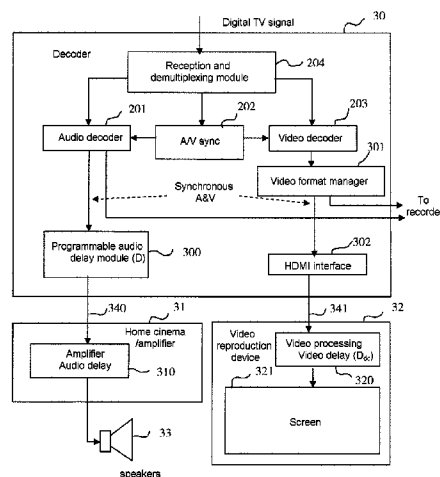 Digital TV signal
30
Decoder
Reception and
demultiplexing module
204
201
202
203
Audio decoder
A/V sync
Video decoder
301
Video format manager
Synchronous
A&V
To
recorde
Programmable audio
delay module (D)
300
302
HDMI interface
340
31
341
32
Home cinema
/amplifier
Amplifier
Audio delay
310
Video
reproduction
device
321
Video processing
Video delay (Ddc)
320
Screen
33
speakers